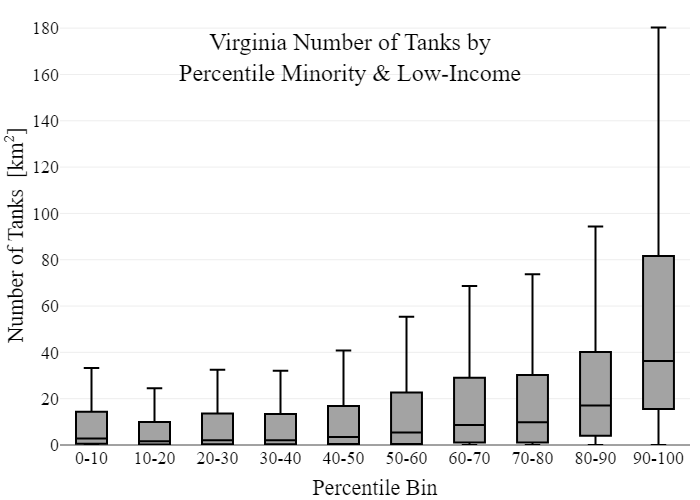 Virginia Number of Tanks by
Percentile Minority & Low-Income
Number of Tanks [km²]
180
160
140
120
100
80
60
40
20
0
0-10 10-20 20-30 30-40 40-50 50-60 60-70 70-80 80-90 90-100
Percentile Bin